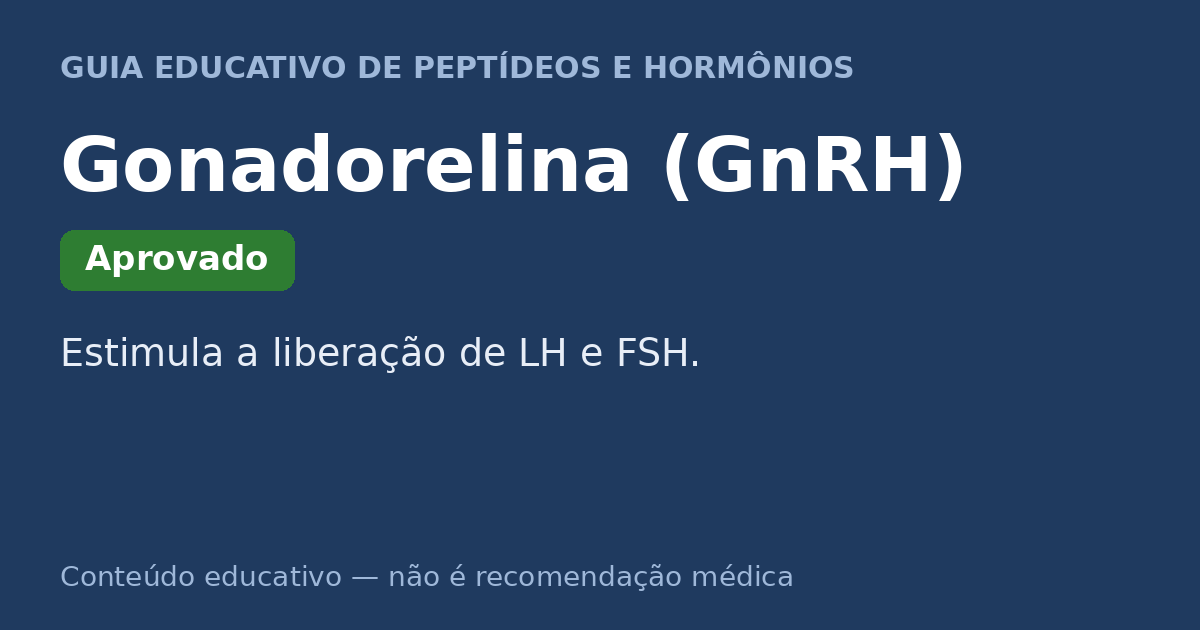 GUIA EDUCATIVO DE PEPTÍDEOS E HORMÔNIOS
Gonadorelina (GnRH)
Aprovado
Estimula a liberação de LH e FSH.
Conteúdo educativo — não é recomendação médica